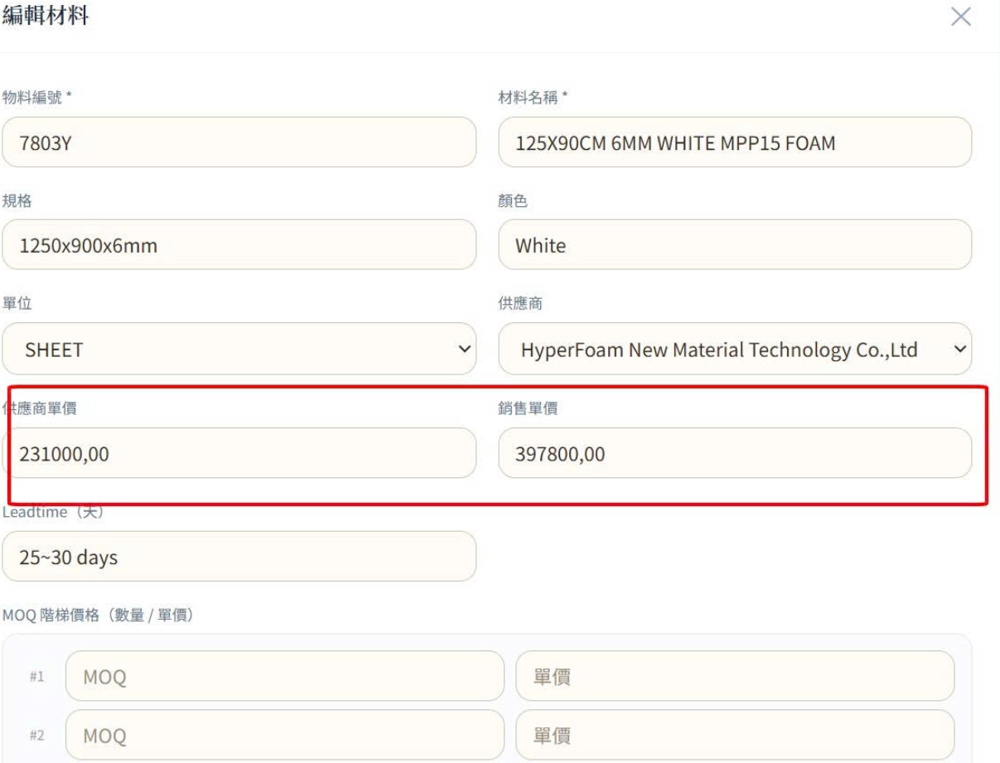 編輯材料
物料編號 *
材料名稱 *
7803Y
125X90CM 6MM WHITE MPP15 FOAM
規格
顏色
1250x900x6mm
White
單位
供應商
SHEET
HyperFoam New Material Technology Co.,Ltd
供應商單價
銷售單價
231000,00
397800,00
Leadtime（天）
25~30 days
MOQ 階梯價格（數量 / 單價）
#1
MOQ
單價
#2
MOQ
單價